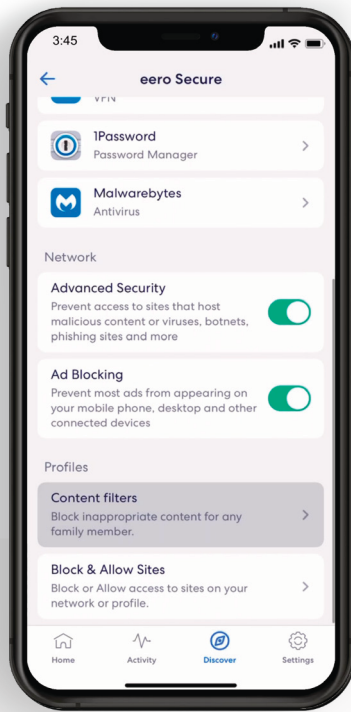 3:45
eero Secure
VPN
1Password
Password Manager
Malwarebytes
Antivirus
Network
Advanced Security
Prevent access to sites that host
malicious content or viruses, botnets,
phishing sites and more
Ad Blocking
Prevent most ads from appearing on
your mobile phone, desktop and other
connected devices
Profiles
Content filters
Block inappropriate content for any
family member.
Block & Allow Sites
Block or Allow access to sites on your
network or profile.
Home
Activity
Discover
Settings